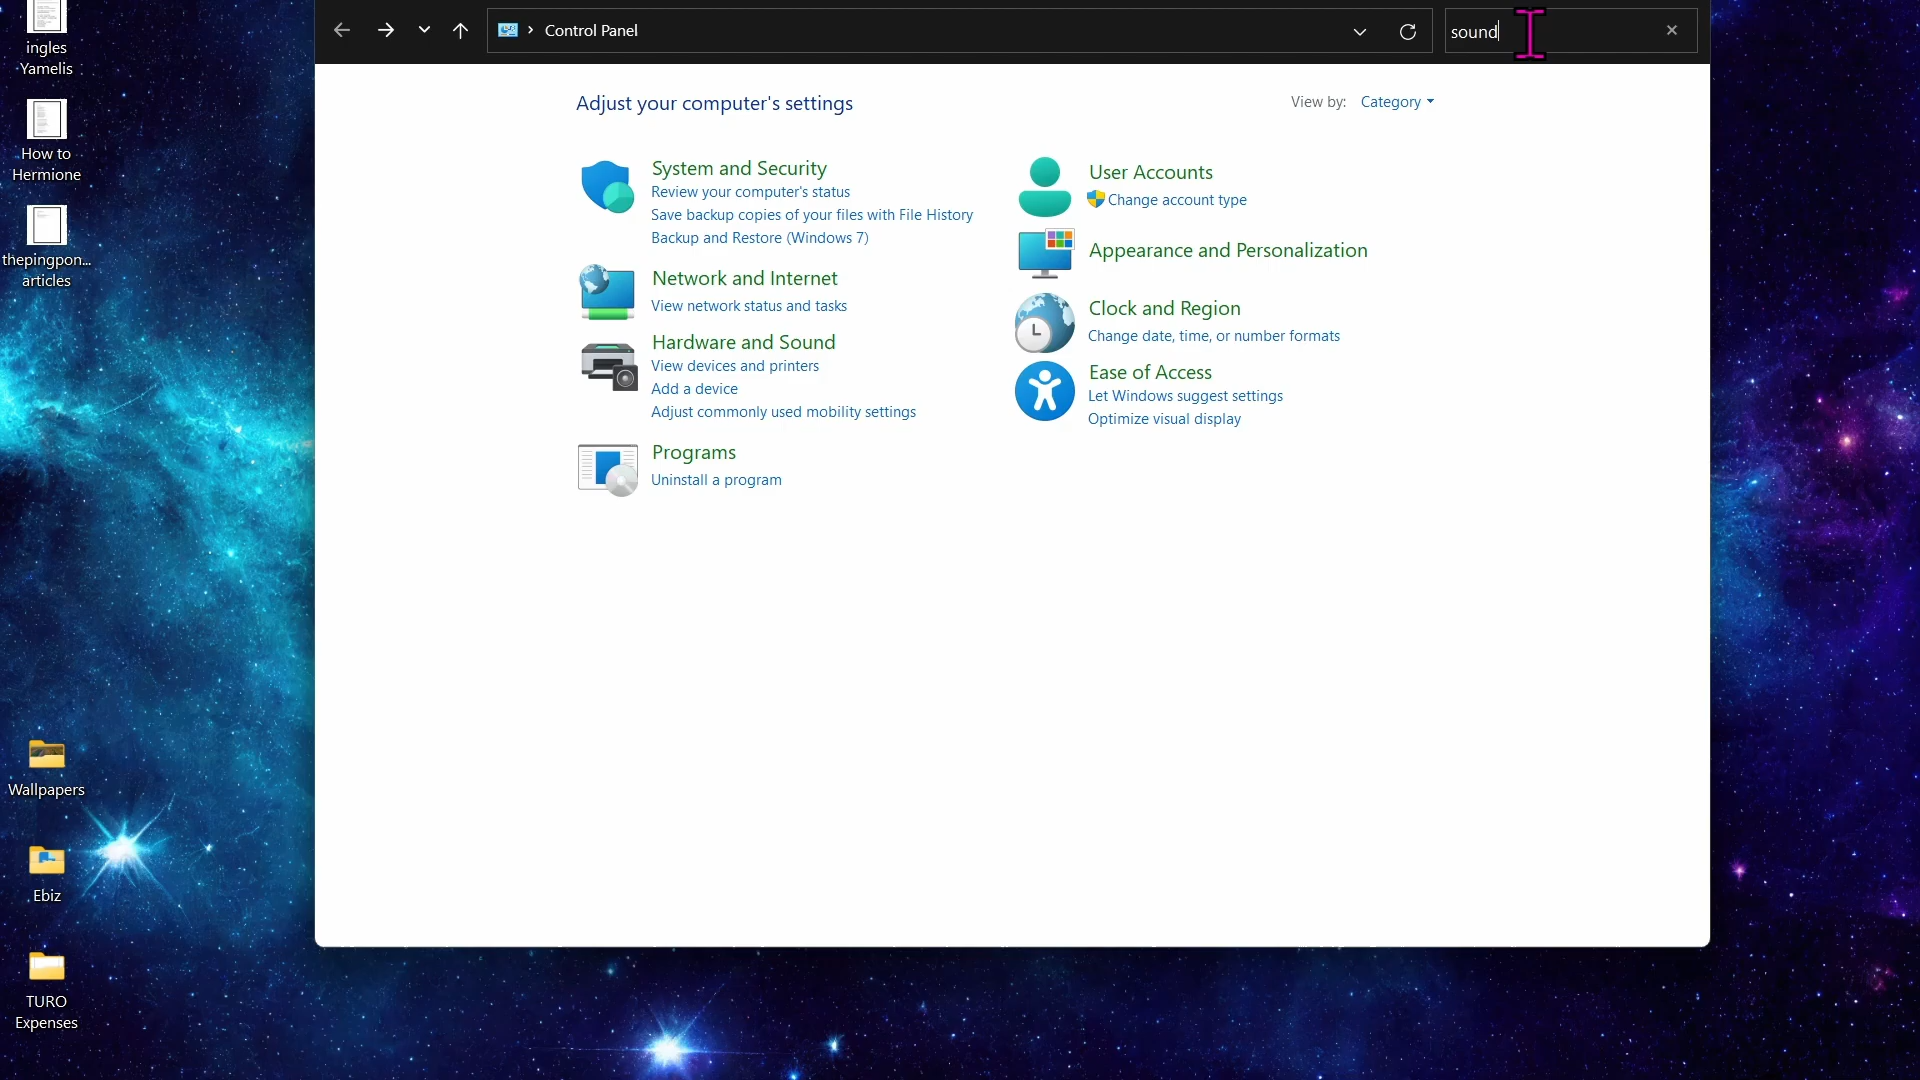 ingles
Yamelis
How to
Hermione
thepingpon...
articles
Wallpapers
Ebiz
TURO
Expenses
Control Panel
sound
Adjust your computer's settings
View by: Category
System and Security
Review your computer's status
Save backup copies of your files with File History
Backup and Restore (Windows 7)
Network and Internet
View network status and tasks
Hardware and Sound
View devices and printers
Add a device
Adjust commonly used mobility settings
Programs
Uninstall a program
User Accounts
Change account type
Appearance and Personalization
Clock and Region
Change date, time, or number formats
Ease of Access
Let Windows suggest settings
Optimize visual display